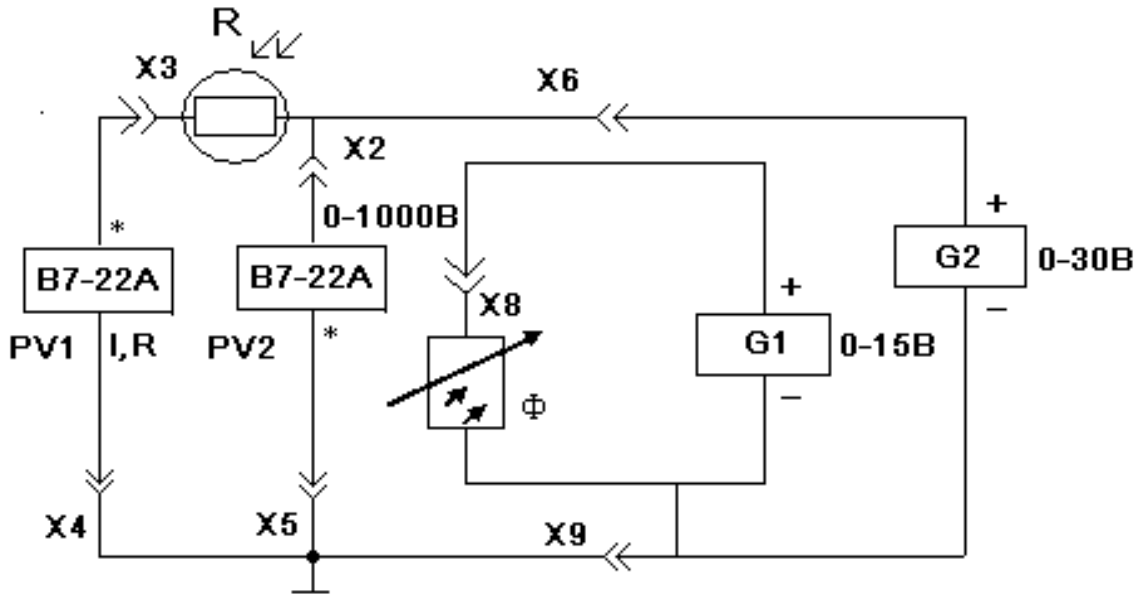 R
X3
X6
X2
*
0-1000В
+
В7-22А
В7-22А
G2
0-30В
X8
+
–
PV1
I,R
PV2
*
G1
0-15В
Ф
–
X4
X5
X9